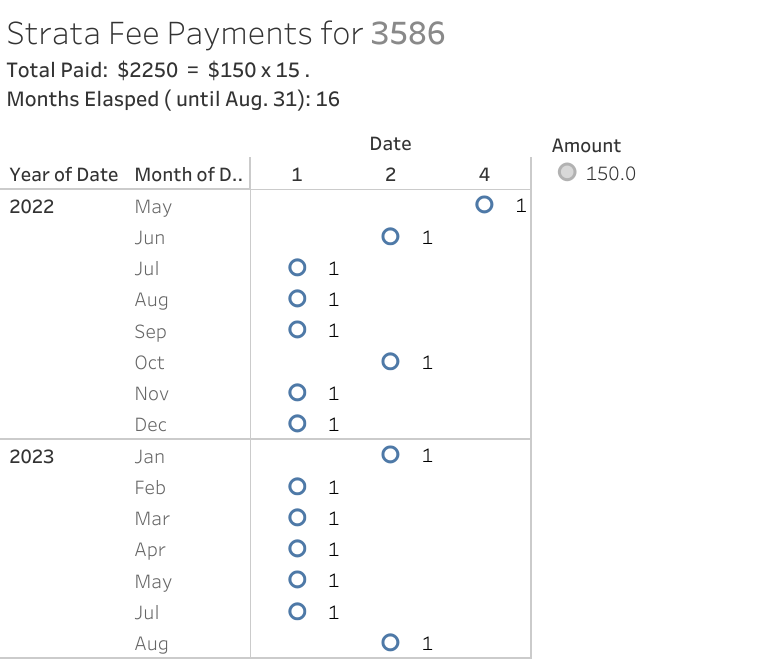 Strata Fee Payments for 3586
Total Paid: $2250 = $150 x 15 .
Months Elasped ( until Aug. 31): 16
Date
Amount
Year of Date Month of D.. 1 2 4
150.0
2022 May 1
Jun 1
Jul 1
Aug 1
Sep 1
Oct 1
Nov 1
Dec 1
2023 Jan 1
Feb 1
Mar 1
Apr 1
May 1
Jul 1
Aug 1